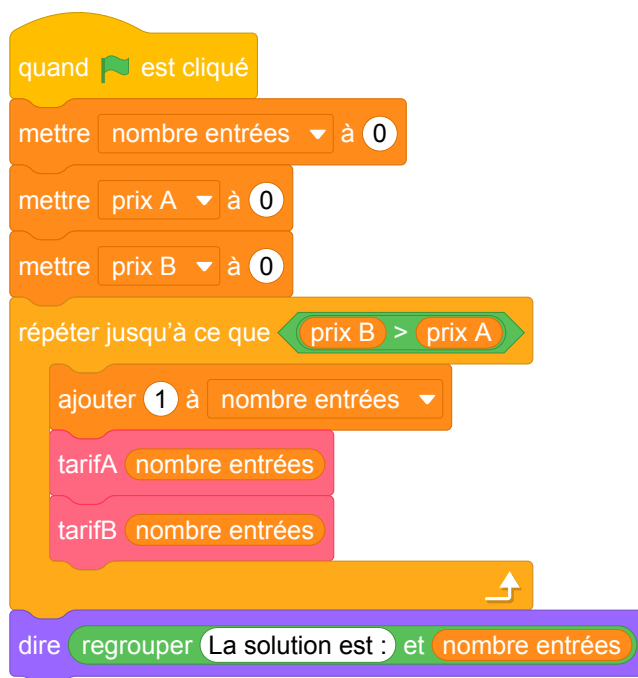 quand est cliqué
mettre nombre entrées à 0
mettre prix A à 0
mettre prix B à 0
répéter jusqu'à ce que prix B > prix A
ajouter 1 à nombre entrées
tarifA nombre entrées
tarifB nombre entrées
dire regrouper La solution est : et nombre entrées